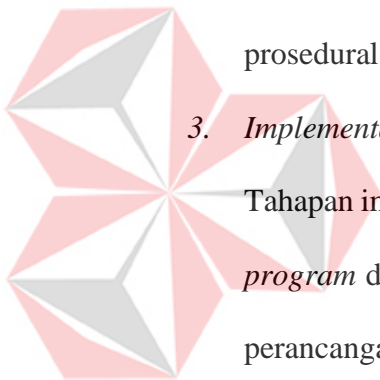 prosedural
3. Implementa
Tahapan in
program d
perancanga